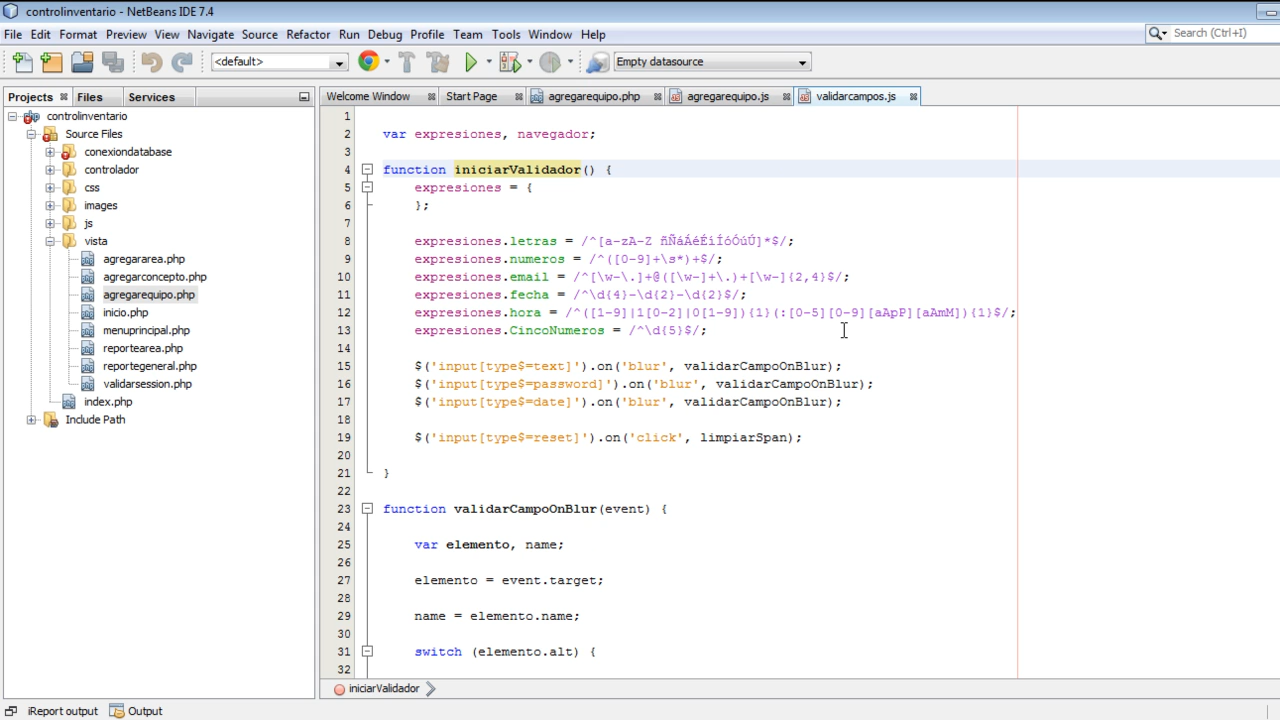 controlinventario - NetBeans IDE 7.4
File Edit Format Preview View Navigate Source Refactor Run Debug Profile Team Tools Window Help
Search (Ctrl+I)
<default>
Empty datasource
Projects Files Services
Welcome Window Start Page agregarequipo.php agregarequipo.js validarcampos.js
controlinventario
Source Files
conexiondatabase
controlador
css
images
js
vista
agregararea.php
agregarconcepto.php
agregarequipo.php
inicio.php
menuprincipal.php
reportearea.php
reportegeneral.php
validarsession.php
index.php
Include Path
1
2 var expresiones, navegador;
3
4 function iniciarValidador() {
5 expresiones = {
6 };
7
8 expresiones.letras = /^[a-zA-Z ñÑáÁéÉíÍóÓúÚ]*$/;
9 expresiones.numeros = /^([0-9]+\s*)+$/;
10 expresiones.email = /^[\w-\.]+@([\w-]+\.)+[\w-]{2,4}$/;
11 expresiones.fecha = /^\d{4}-\d{2}-\d{2}$/;
12 expresiones.hora = /^([1-9]|1[0-2]|0[1-9]){1}(:[0-5][0-9][aApP][aAmM]){1}$/;
13 expresiones.CincoNumeros = /^\d{5}$/;
14
15 $('input[type$=text]').on('blur', validarCampoOnBlur);
16 $('input[type$=password]').on('blur', validarCampoOnBlur);
17 $('input[type$=date]').on('blur', validarCampoOnBlur);
18
19 $('input[type$=reset]').on('click', limpiarSpan);
20
21 }
22
23 function validarCampoOnBlur(event) {
24
25 var elemento, name;
26
27 elemento = event.target;
28
29 name = elemento.name;
30
31 switch (elemento.alt) {
32
iniciarValidador
iReport output Output